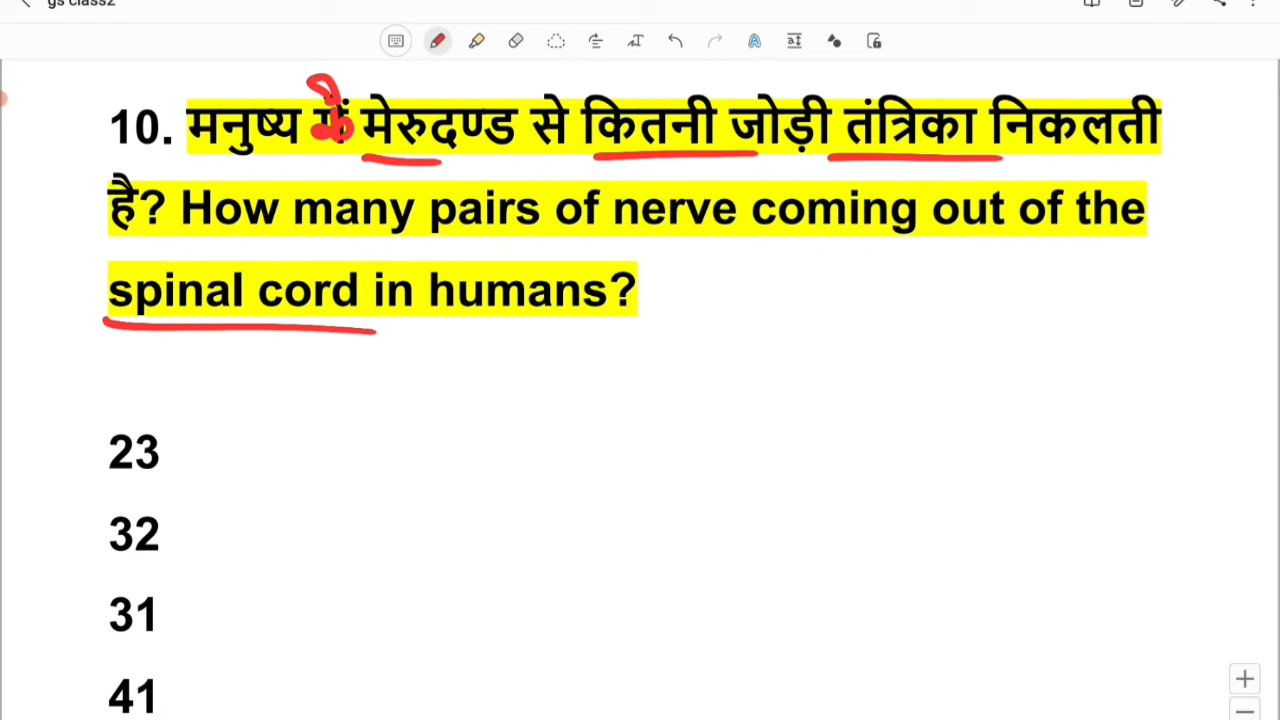 gs class2
10. मनुष्य के मेरुदण्ड से कितनी जोड़ी तंत्रिका निकलती
है? How many pairs of nerve coming out of the
spinal cord in humans?
23
32
31
41